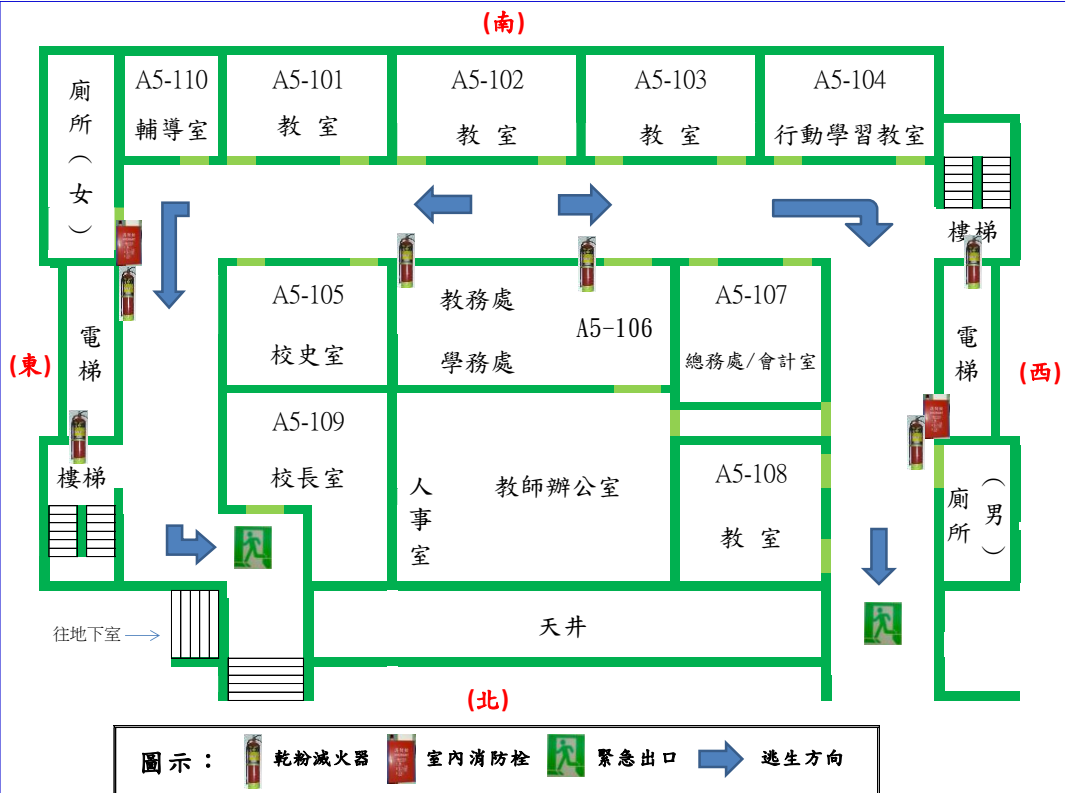 (南)
廁所(女)
A5-110
輔導室
A5-101
教 室
A5-102
教 室
A5-103
教 室
A5-104
行動學習教室
樓梯
(東)
電梯
A5-105
校史室
教務處
學務處
A5-106
A5-107
總務處/會計室
電梯
(西)
樓梯
A5-109
校長室
人事室
教師辦公室
A5-108
教 室
廁所(男)
往地下室
天井
(北)
圖示：
乾粉滅火器
室內消防栓
緊急出口
逃生方向